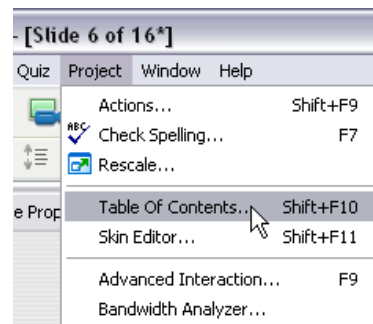 - [Slide 6 of 16*]
Quiz Project Window Help
Actions... Shift+F9
ABC Check Spelling... F7
Rescale...
e Prop
Table Of Contents... Shift+F10
Skin Editor... Shift+F11
Advanced Interaction... F9
Bandwidth Analyzer...